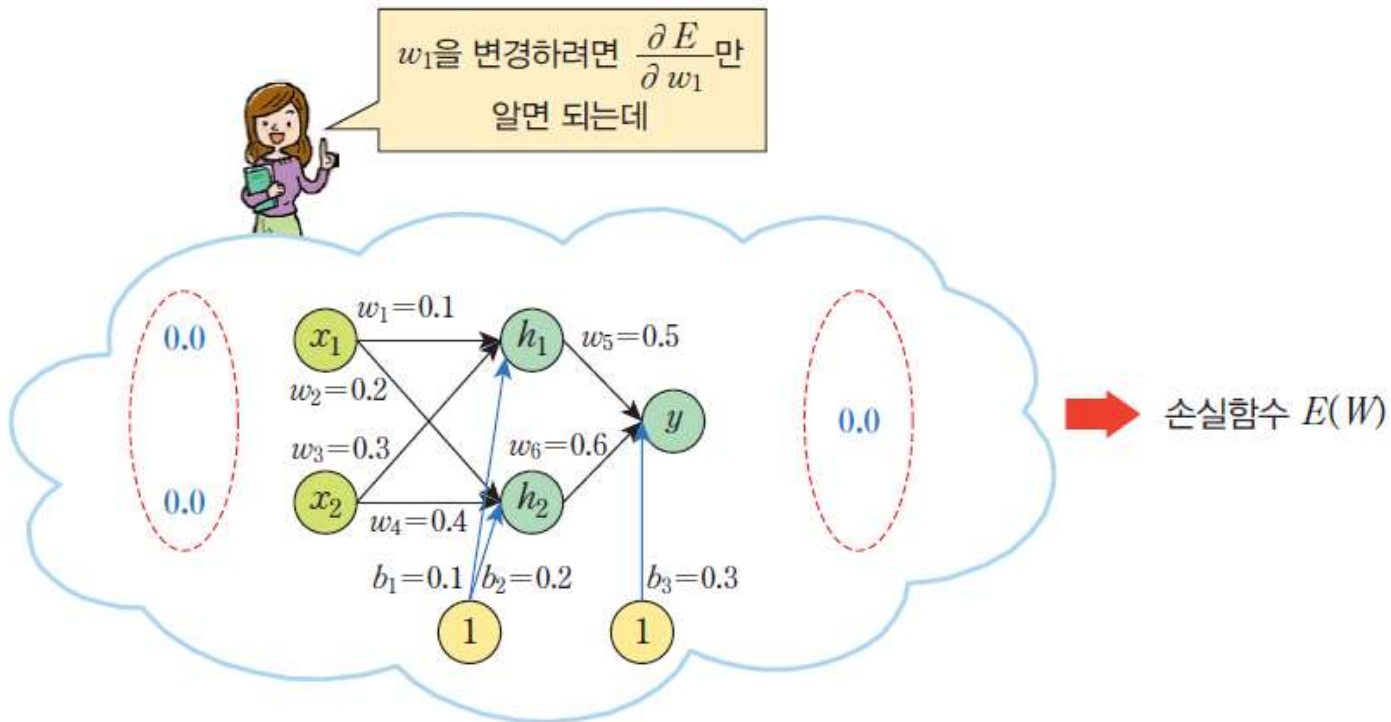 w₁을 변경하려면 ∂E/∂w₁만
알면 되는데
0.0
x₁
w₁=0.1
h₁
w₅=0.5
w₂=0.2
y
0.0
손실함수 E(W)
w₃=0.3
w₆=0.6
0.0
x₂
w₄=0.4
h₂
b₁=0.1
b₂=0.2
b₃=0.3
1
1